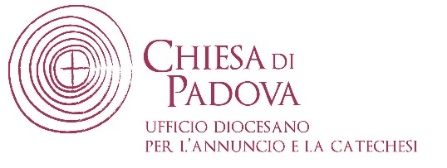 CHIESA DI
PADOVA
UFFICIO DIOCESANO
PER L'ANNUNCIO E LA CATECHESI